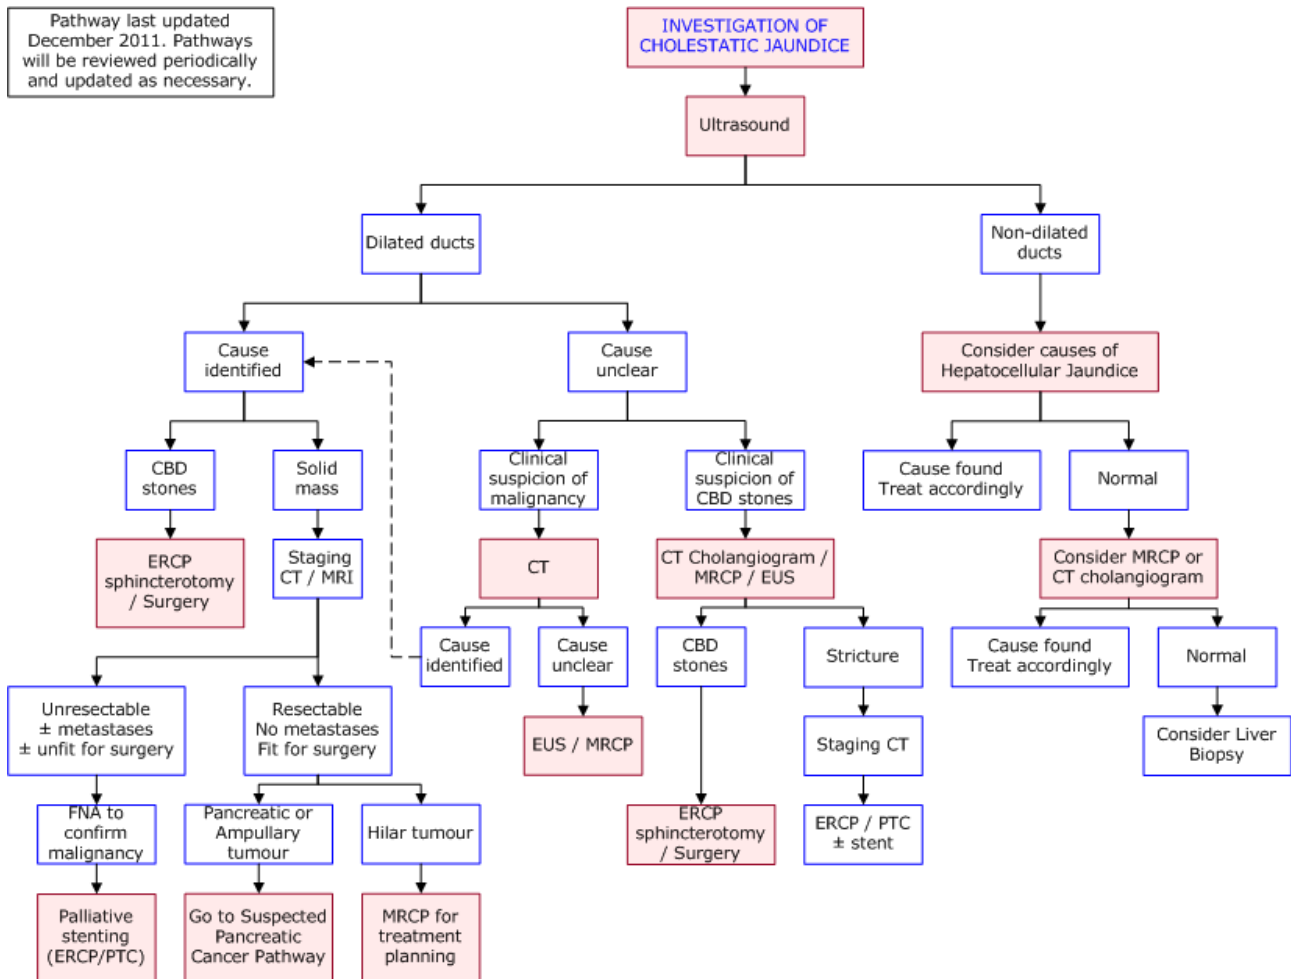 Pathway last updated
December 2011. Pathways
will be reviewed periodically
and updated as necessary.
INVESTIGATION OF
CHOLESTATIC JAUNDICE
Ultrasound
Dilated ducts
Non-dilated
ducts
Cause
identified
Cause
unclear
Consider causes of
Hepatocellular Jaundice
CBD
stones
Solid
mass
Clinical
suspicion of
malignancy
Clinical
suspicion of
CBD stones
Cause found
Treat accordingly
Normal
ERCP
sphincterotomy
/ Surgery
Staging
CT / MRI
CT
CT Cholangiogram /
MRCP / EUS
Consider MRCP or
CT cholangiogram
Cause
identified
Cause
unclear
CBD
stones
Stricture
Cause found
Treat accordingly
Normal
Unresectable
± metastases
± unfit for surgery
Resectable
No metastases
Fit for surgery
EUS / MRCP
Staging CT
Consider Liver
Biopsy
FNA to
confirm
malignancy
Pancreatic or
Ampullary
tumour
Hilar tumour
ERCP
sphincterotomy
/ Surgery
ERCP / PTC
± stent
Palliative
stenting
(ERCP/PTC)
Go to Suspected
Pancreatic
Cancer Pathway
MRCP for
treatment
planning